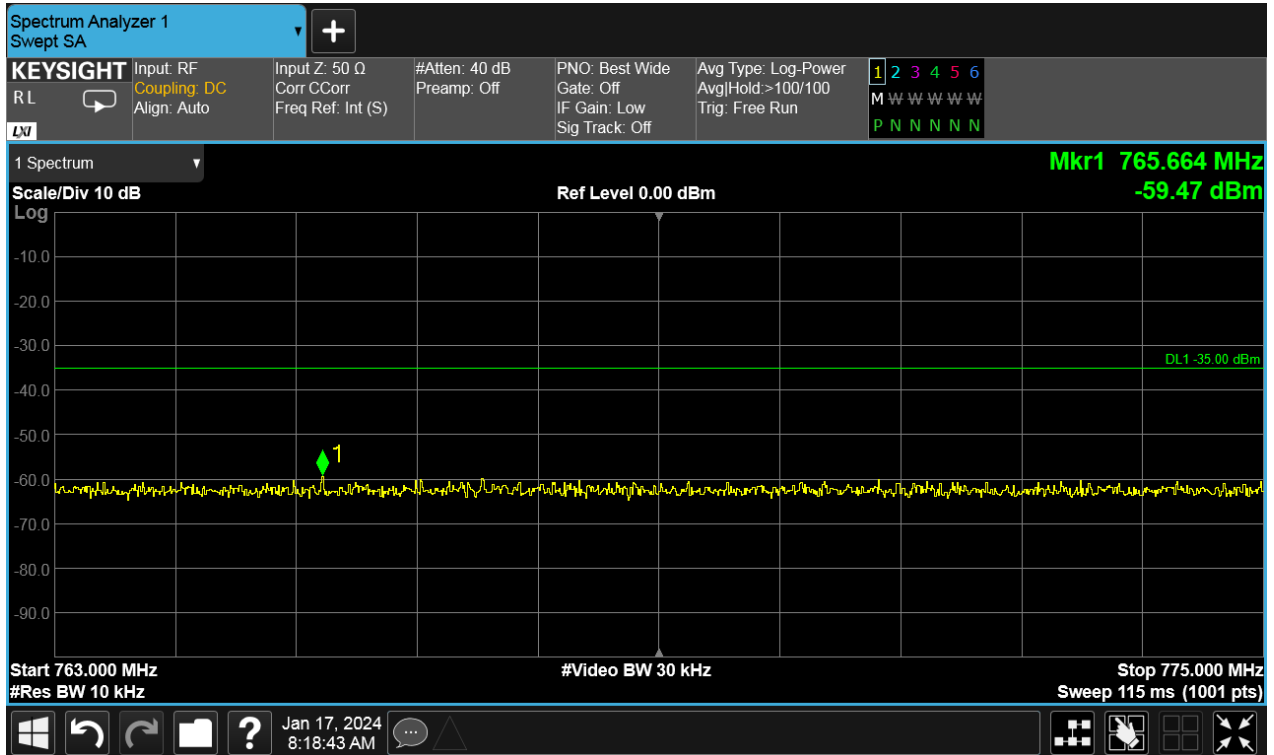 Spectrum Analyzer 1
Swept SA
+
KEYSIGHT
RL
LXI
Input: RF
Coupling: DC
Align: Auto
Input Z: 50 Ω
Corr CCorr
Freq Ref: Int (S)
#Atten: 40 dB
Preamp: Off
PNO: Best Wide
Gate: Off
IF Gain: Low
Sig Track: Off
Avg Type: Log-Power
Avg|Hold:>100/100
Trig: Free Run
1 2 3 4 5 6
M W W W W W
P N N N N N
1 Spectrum
Mkr1 765.664 MHz
-59.47 dBm
Scale/Div 10 dB
Ref Level 0.00 dBm
Log
-10.0
-20.0
-30.0
DL1 -35.00 dBm
-40.0
-50.0
1
-60.0
-70.0
-80.0
-90.0
Start 763.000 MHz
#Video BW 30 kHz
Stop 775.000 MHz
#Res BW 10 kHz
Sweep 115 ms (1001 pts)
?
Jan 17, 2024
8:18:43 AM